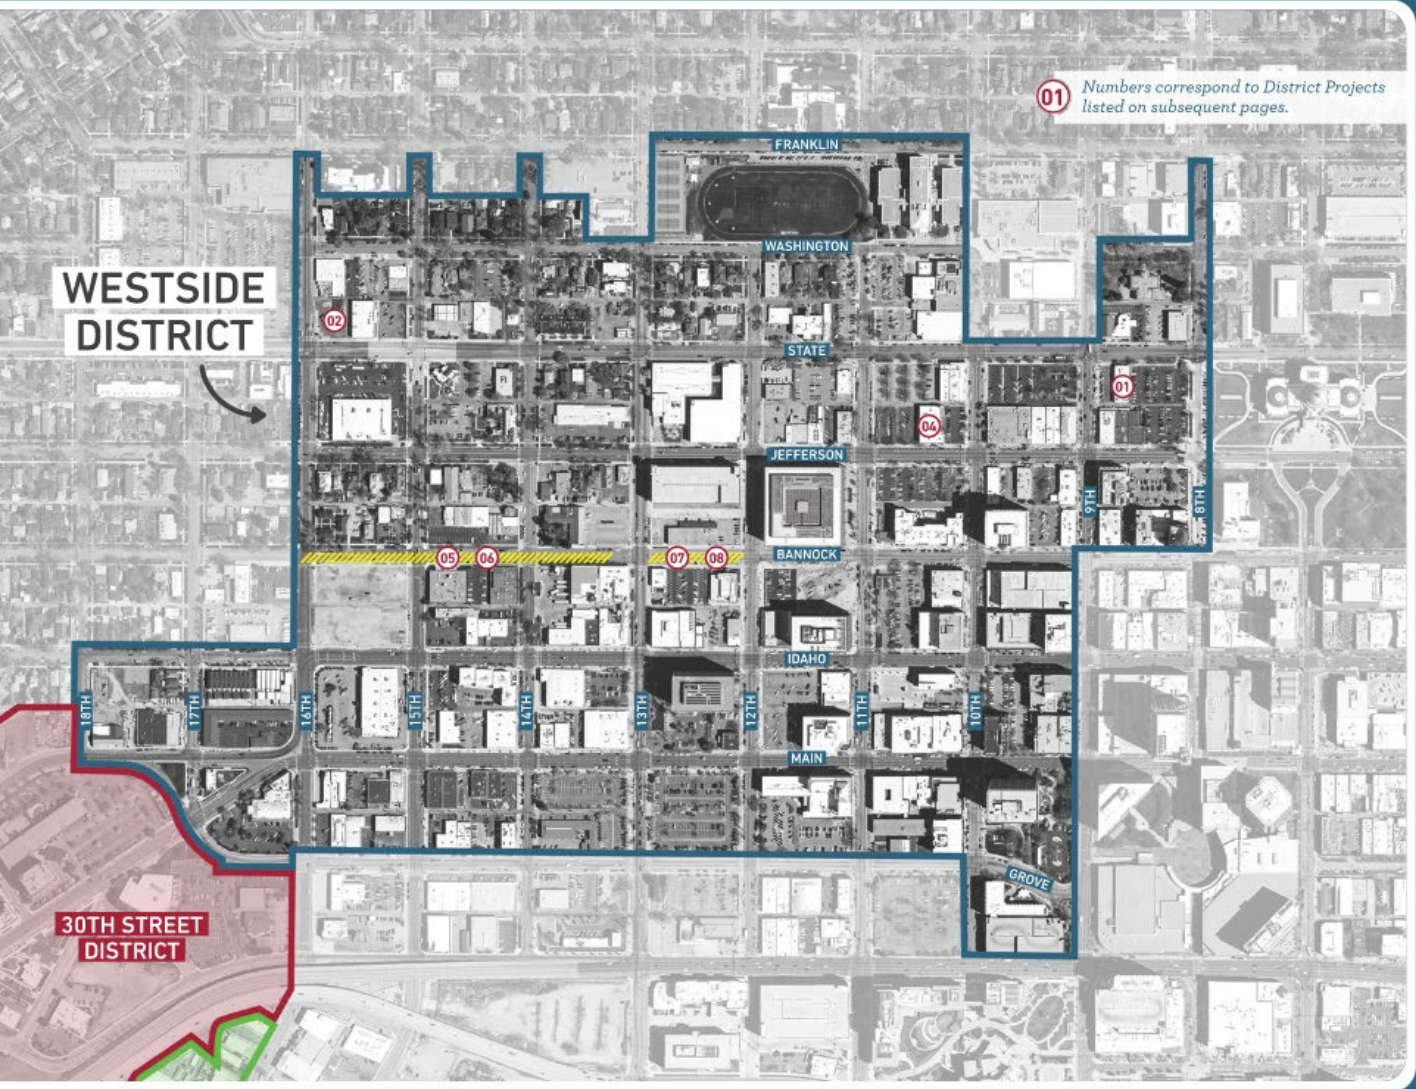 01
Numbers correspond to District Projects
listed on subsequent pages.
FRANKLIN
WASHINGTON
WESTSIDE
DISTRICT
02
STATE
01
04
JEFFERSON
9TH
8TH
05
06
07
08
BANNOCK
IDAHO
18TH
17TH
16TH
15TH
14TH
13TH
12TH
11TH
10TH
MAIN
GROVE
30TH STREET
DISTRICT